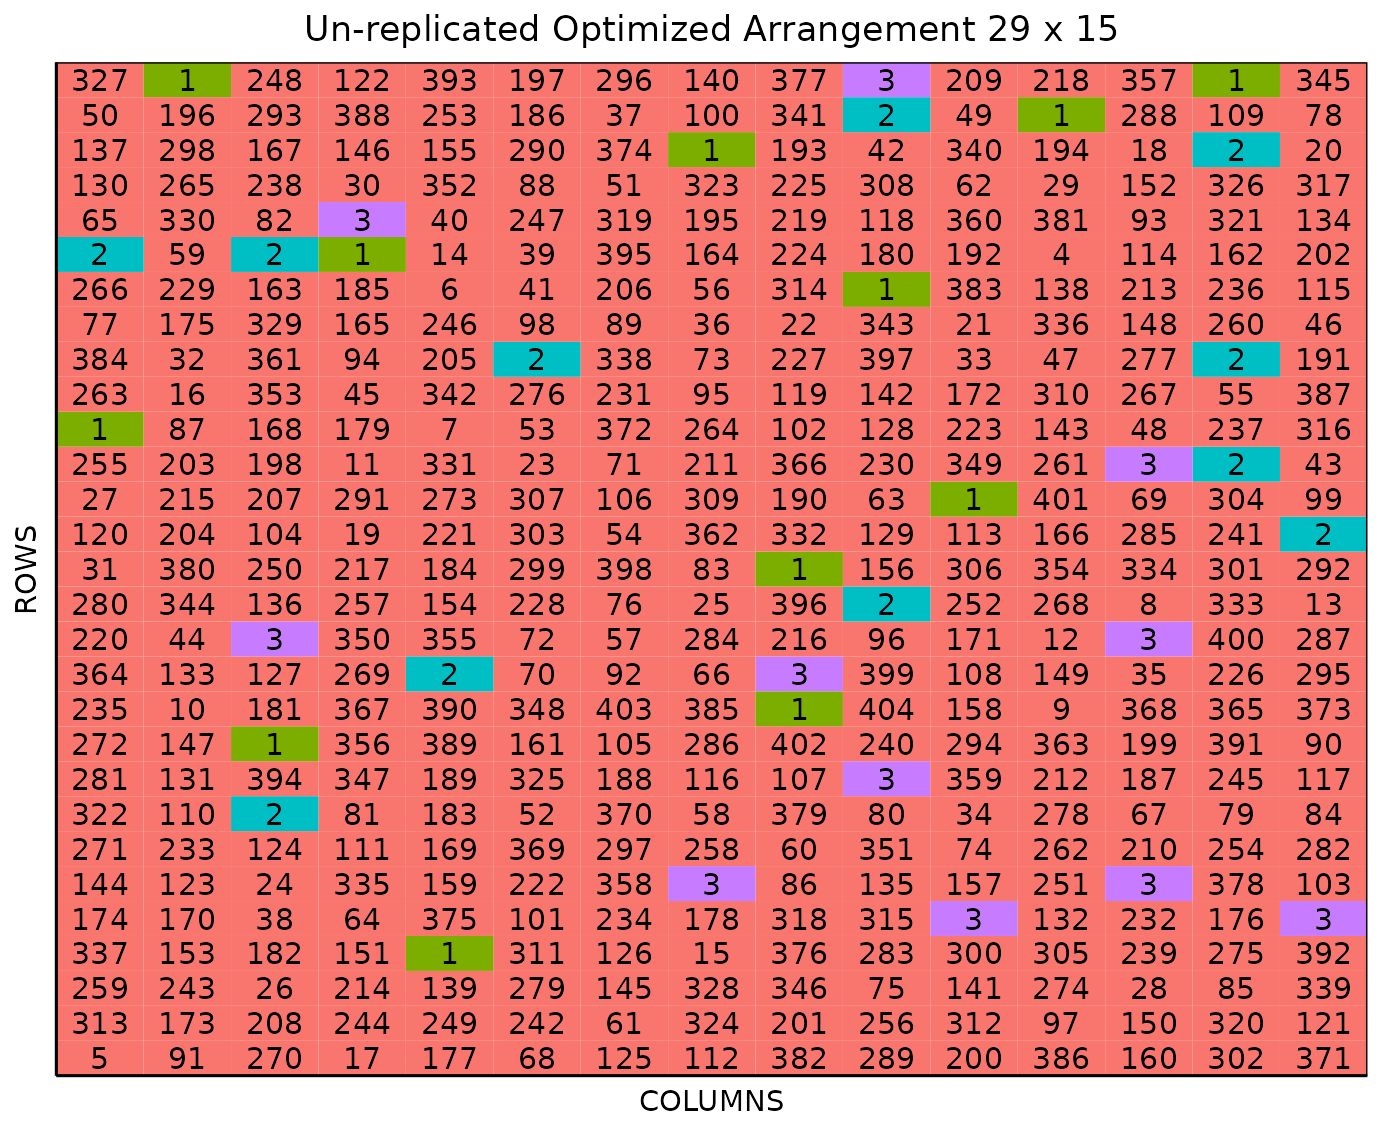 Un-replicated Optimized Arrangement 29 x 15
327 1 248 122 393 197 296 140 377 3 209 218 357 1 345
50 196 293 388 253 186 37 100 341 2 49 1 288 109 78
137 298 167 146 155 290 374 1 193 42 340 194 18 2 20
130 265 238 30 352 88 51 323 225 308 62 29 152 326 317
65 330 82 3 40 247 319 195 219 118 360 381 93 321 134
2 59 2 1 14 39 395 164 224 180 192 4 114 162 202
266 229 163 185 6 41 206 56 314 1 383 138 213 236 115
77 175 329 165 246 98 89 36 22 343 21 336 148 260 46
384 32 361 94 205 2 338 73 227 397 33 47 277 2 191
263 16 353 45 342 276 231 95 119 142 172 310 267 55 387
1 87 168 179 7 53 372 264 102 128 223 143 48 237 316
255 203 198 11 331 23 71 211 366 230 349 261 3 2 43
27 215 207 291 273 307 106 309 190 63 1 401 69 304 99
120 204 104 19 221 303 54 362 332 129 113 166 285 241 2
31 380 250 217 184 299 398 83 1 156 306 354 334 301 292
280 344 136 257 154 228 76 25 396 2 252 268 8 333 13
220 44 3 350 355 72 57 284 216 96 171 12 3 400 287
364 133 127 269 2 70 92 66 3 399 108 149 35 226 295
235 10 181 367 390 348 403 385 1 404 158 9 368 365 373
272 147 1 356 389 161 105 286 402 240 294 363 199 391 90
281 131 394 347 189 325 188 116 107 3 359 212 187 245 117
322 110 2 81 183 52 370 58 379 80 34 278 67 79 84
271 233 124 111 169 369 297 258 60 351 74 262 210 254 282
144 123 24 335 159 222 358 3 86 135 157 251 3 378 103
174 170 38 64 375 101 234 178 318 315 3 132 232 176 3
337 153 182 151 1 311 126 15 376 283 300 305 239 275 392
259 243 26 214 139 279 145 328 346 75 141 274 28 85 339
313 173 208 244 249 242 61 324 201 256 312 97 150 320 121
5 91 270 17 177 68 125 112 382 289 200 386 160 302 371
ROWS
COLUMNS